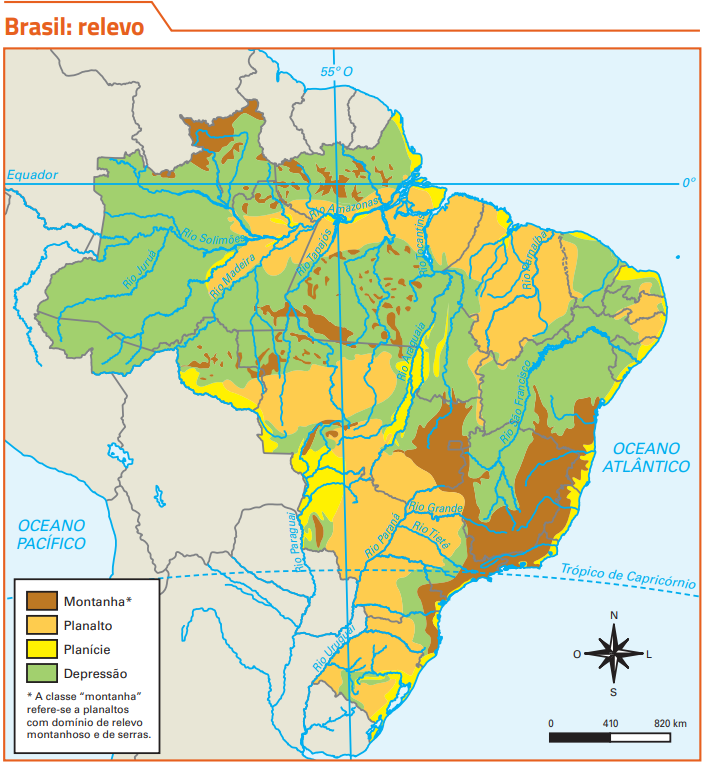 Brasil: relevo
55° O
Equador
0°
Rio Amazonas
Rio Solimões
Rio Juruá
Rio Madeira
Rio Tapajós
Rio Tocantins
Rio Parnaíba
Rio Araguaia
Rio São Francisco
OCEANO
ATLÂNTICO
Rio Grande
Rio Tietê
Rio Paraná
Rio Paraguai
OCEANO
PACÍFICO
Trópico de Capricórnio
Rio Uruguai
Montanha*
Planalto
Planície
Depressão
* A classe “montanha”
refere-se a planaltos
com domínio de relevo
montanhoso e de serras.
N
O
L
S
0
410
820 km